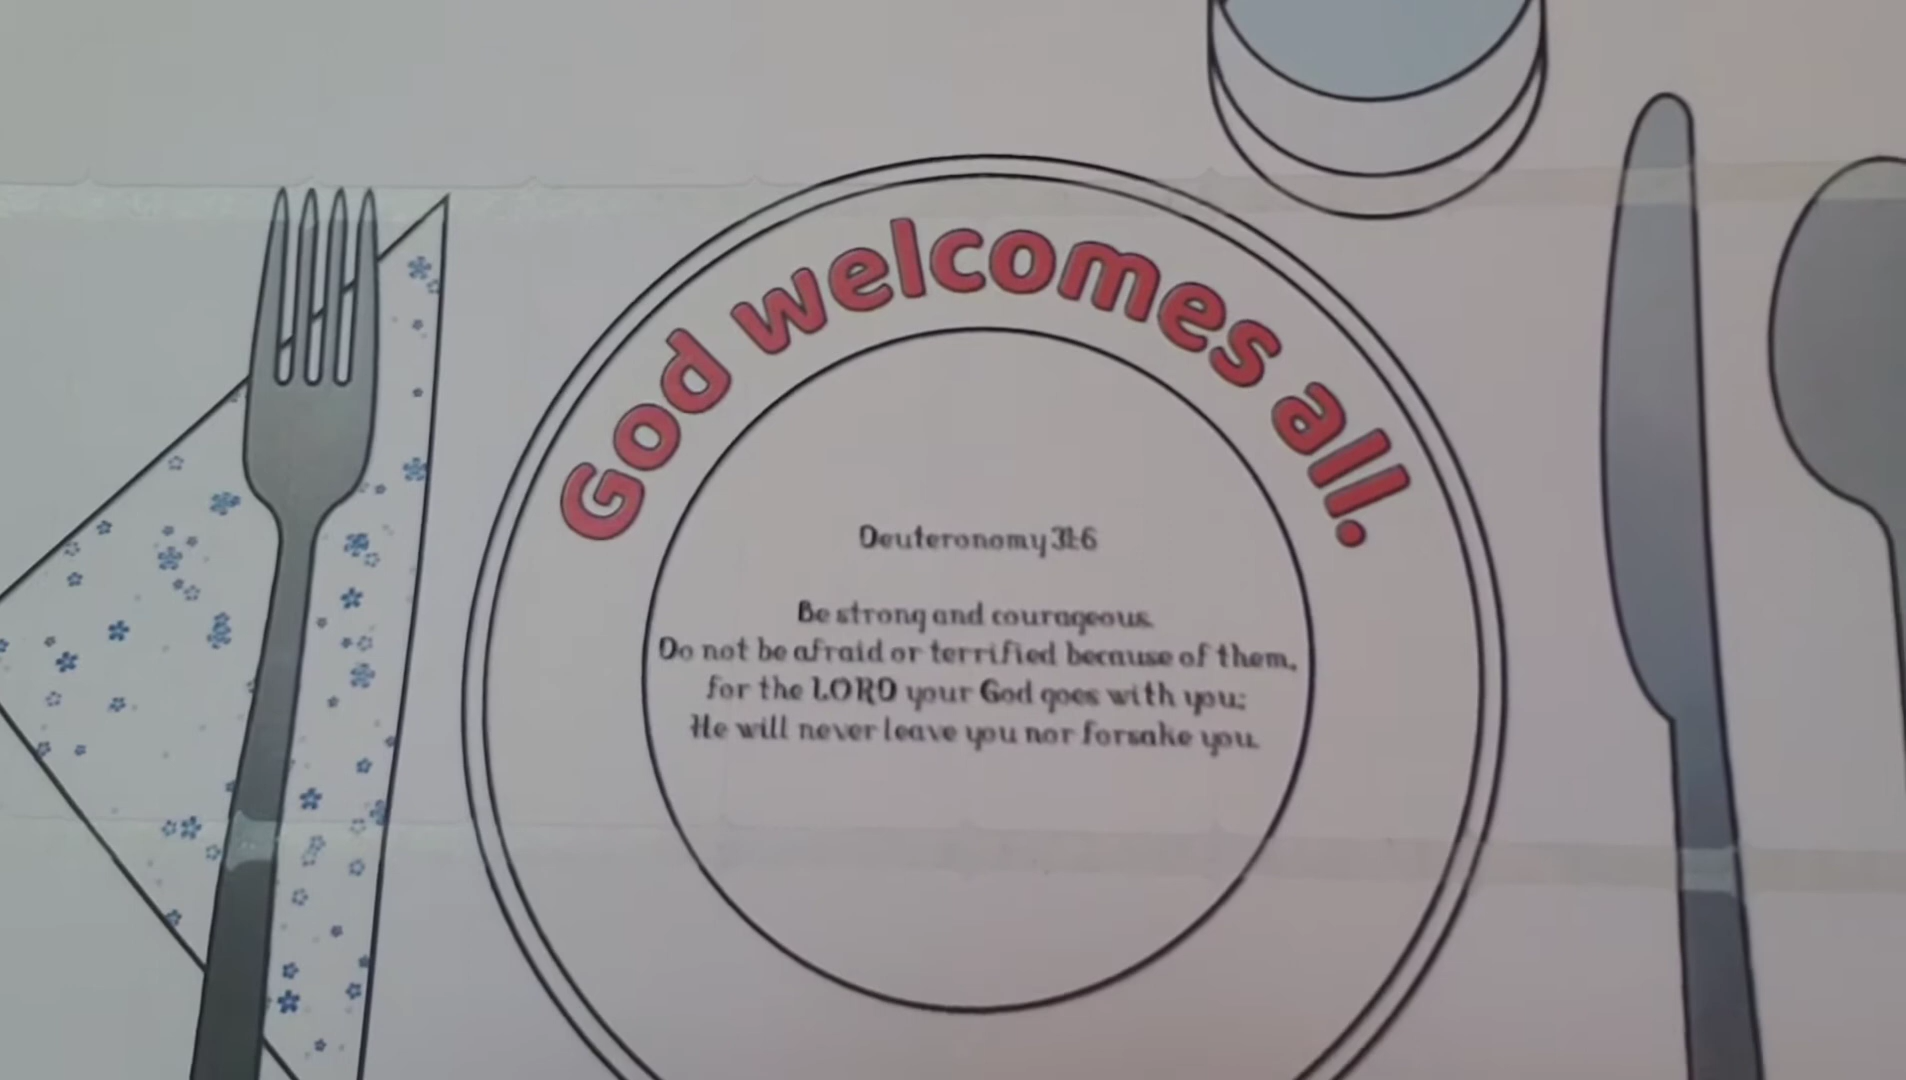 God welcomes all.
Deuteronomy 31:6
Be strong and courageous.
Do not be afraid or terrified because of them,
for the LORD your God goes with you;
He will never leave you nor forsake you.